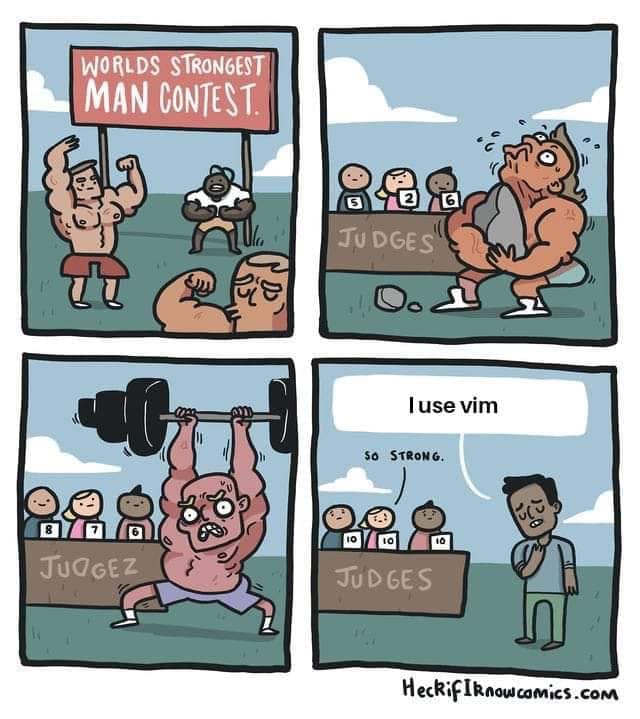 WORLDS STRONGEST
MAN CONTEST.
5 2 6
JUDGES
8 7 6
JUDGEZ
I use vim
SO STRONG.
10 10 10
JUDGES
HeckifIknowcomics.com